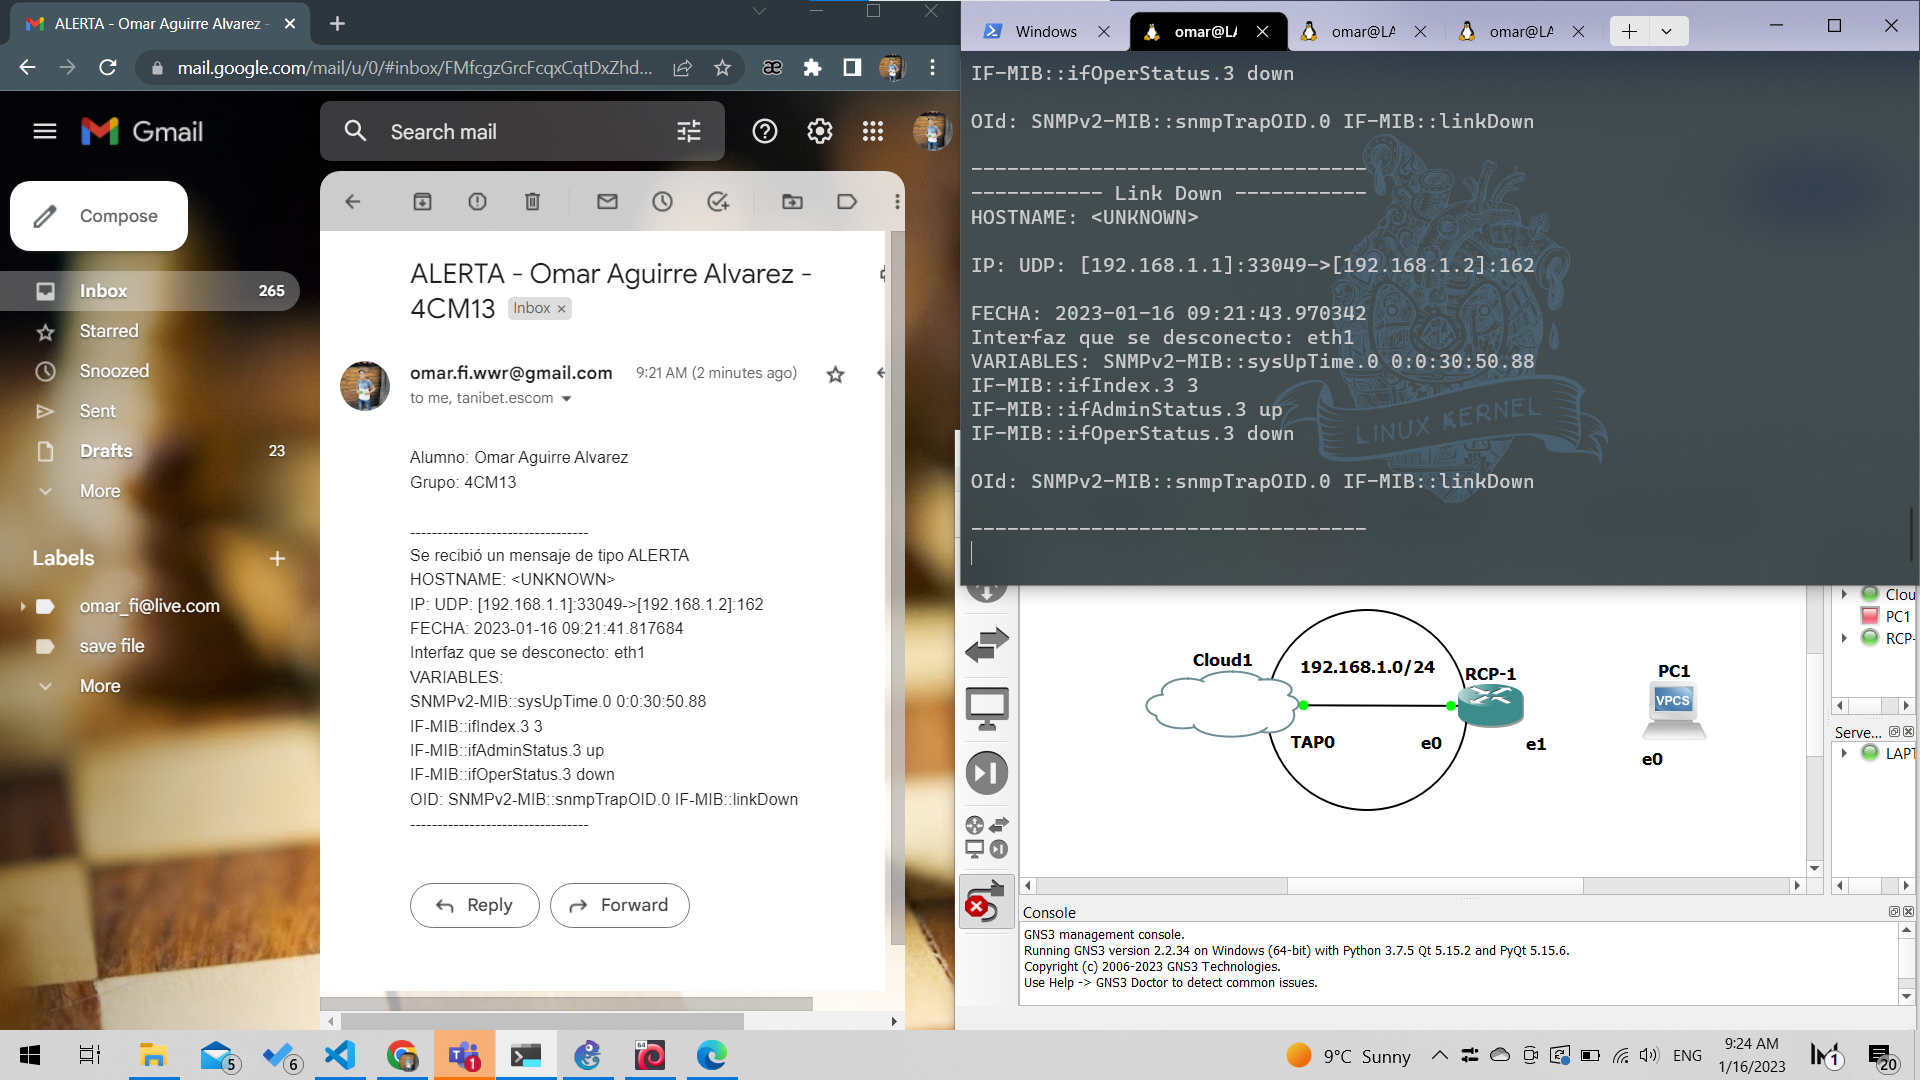 ALERTA - Omar Aguirre Alvarez -
mail.google.com/mail/u/0/#inbox/FMfcgzGrcFcqxCqtDxZhd...
Gmail
Search mail
Compose
Inbox 265
Starred
Snoozed
Sent
Drafts 23
More
Labels
omar_fi@live.com
save file
More
ALERTA - Omar Aguirre Alvarez -
4CM13 Inbox ×
omar.fi.wwr@gmail.com 9:21 AM (2 minutes ago)
to me, tanibet.escom
Alumno: Omar Aguirre Alvarez
Grupo: 4CM13
---------------------------------
Se recibió un mensaje de tipo ALERTA
HOSTNAME: <UNKNOWN>
IP: UDP: [192.168.1.1]:33049->[192.168.1.2]:162
FECHA: 2023-01-16 09:21:41.817684
Interfaz que se desconecto: eth1
VARIABLES:
SNMPv2-MIB::sysUpTime.0 0:0:30:50.88
IF-MIB::ifIndex.3 3
IF-MIB::ifAdminStatus.3 up
IF-MIB::ifOperStatus.3 down
OID: SNMPv2-MIB::snmpTrapOID.0 IF-MIB::linkDown
---------------------------------
Reply
Forward
Windows
omar@LA
omar@LA
omar@LA
IF-MIB::ifOperStatus.3 down
OId: SNMPv2-MIB::snmpTrapOID.0 IF-MIB::linkDown
---------------------------------
----------- Link Down -----------
HOSTNAME: <UNKNOWN>
IP: UDP: [192.168.1.1]:33049->[192.168.1.2]:162
FECHA: 2023-01-16 09:21:43.970342
Interfaz que se desconecto: eth1
VARIABLES: SNMPv2-MIB::sysUpTime.0 0:0:30:50.88
IF-MIB::ifIndex.3 3
IF-MIB::ifAdminStatus.3 up
IF-MIB::ifOperStatus.3 down
OId: SNMPv2-MIB::snmpTrapOID.0 IF-MIB::linkDown
---------------------------------
LINUX KERNEL
Cloud1
192.168.1.0/24
RCP-1
PC1
VPCS
TAP0
e0
e1
e0
Clou
PC1
RCP-
Serve...
LAPT
Console
GNS3 management console.
Running GNS3 version 2.2.34 on Windows (64-bit) with Python 3.7.5 Qt 5.15.2 and PyQt 5.15.6.
Copyright (c) 2006-2023 GNS3 Technologies.
Use Help -> GNS3 Doctor to detect common issues.
5
6
1
64
9°C Sunny
ENG
9:24 AM
1/16/2023
1
20